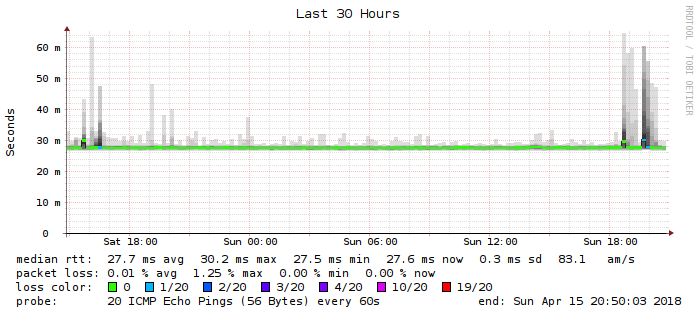 Last 30 Hours
RRDTOOL / TOBI OETIKER
Seconds
60 m
50 m
40 m
30 m
20 m
10 m
0
Sat 18:00 Sun 00:00 Sun 06:00 Sun 12:00 Sun 18:00
median rtt: 27.7 ms avg 30.2 ms max 27.5 ms min 27.6 ms now 0.3 ms sd 83.1 am/s
packet loss: 0.01 % avg 1.25 % max 0.00 % min 0.00 % now
loss color: 0 1/20 2/20 3/20 4/20 10/20 19/20
probe: 20 ICMP Echo Pings (56 Bytes) every 60s end: Sun Apr 15 20:50:03 2018